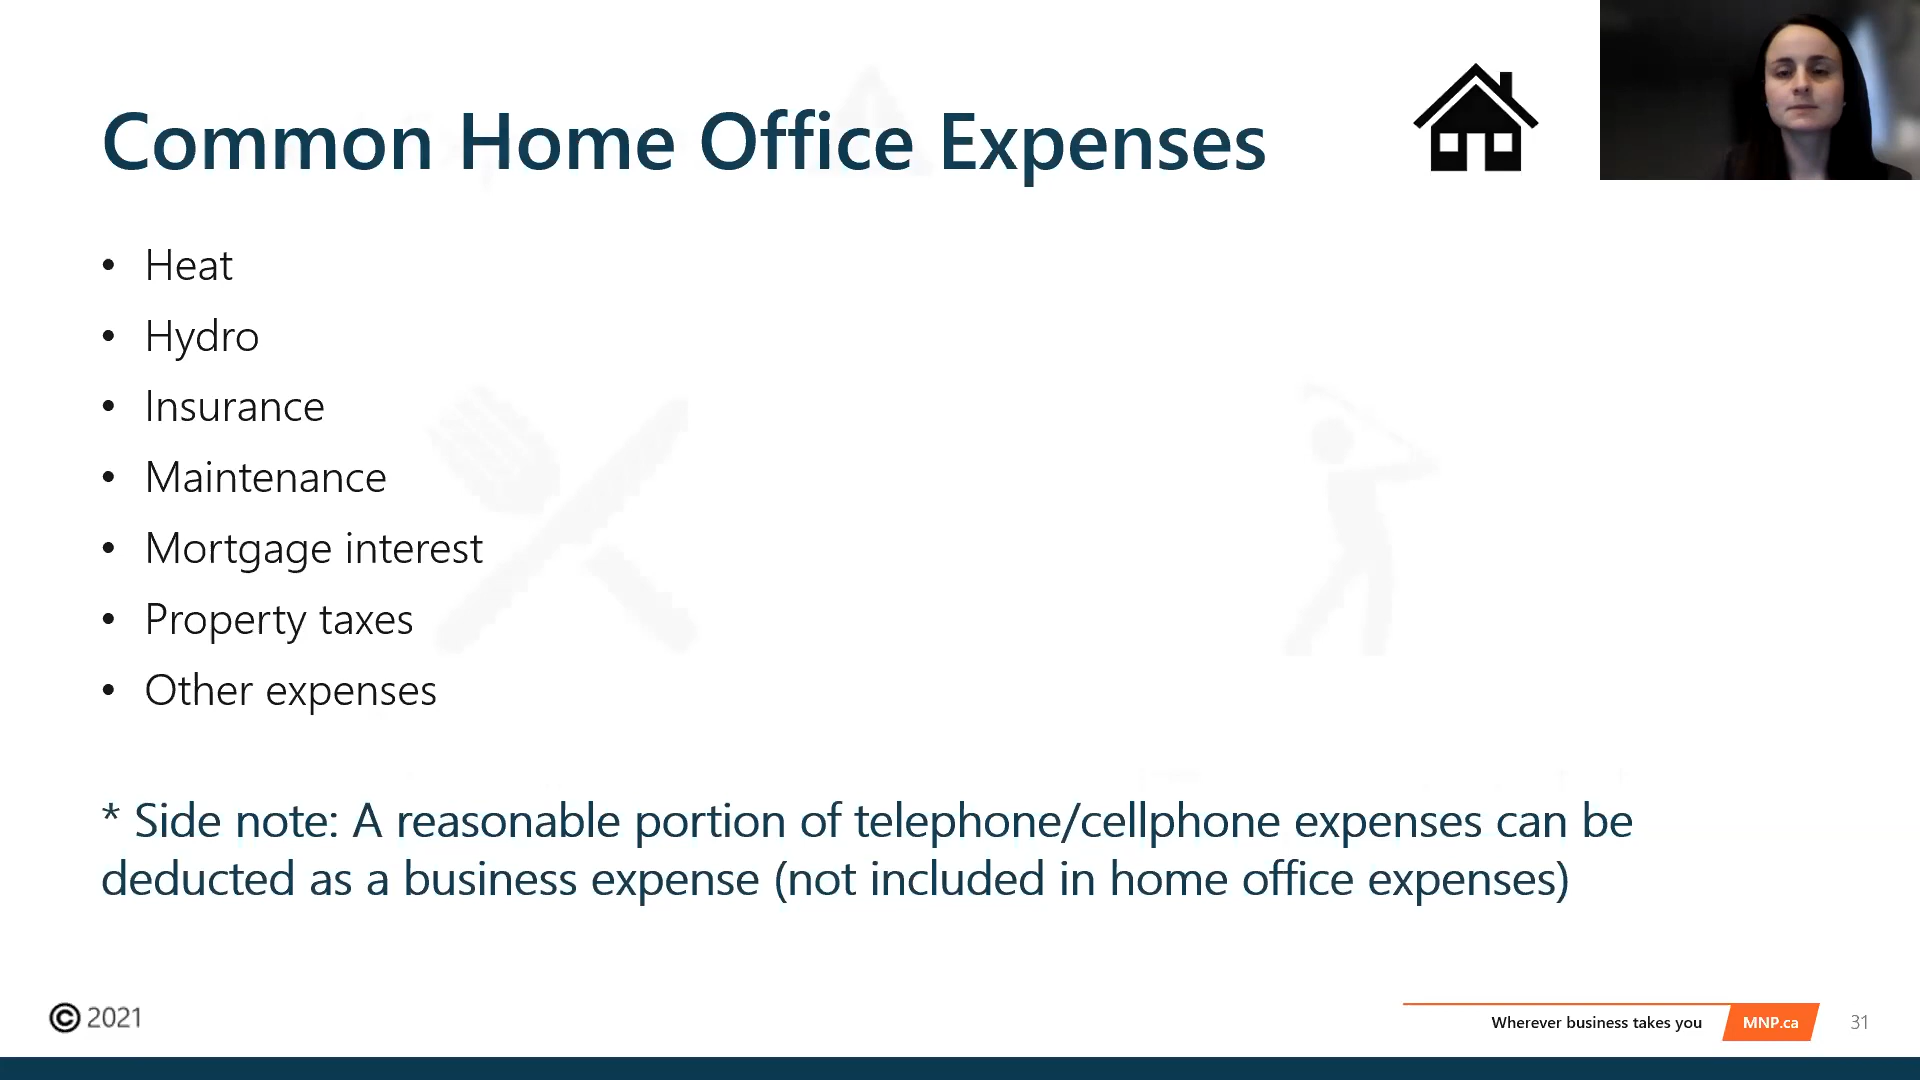 Common Home Office Expenses
• Heat
• Hydro
• Insurance
• Maintenance
• Mortgage interest
• Property taxes
• Other expenses
* Side note: A reasonable portion of telephone/cellphone expenses can be
deducted as a business expense (not included in home office expenses)
© 2021
Wherever business takes you
MNP.ca
31